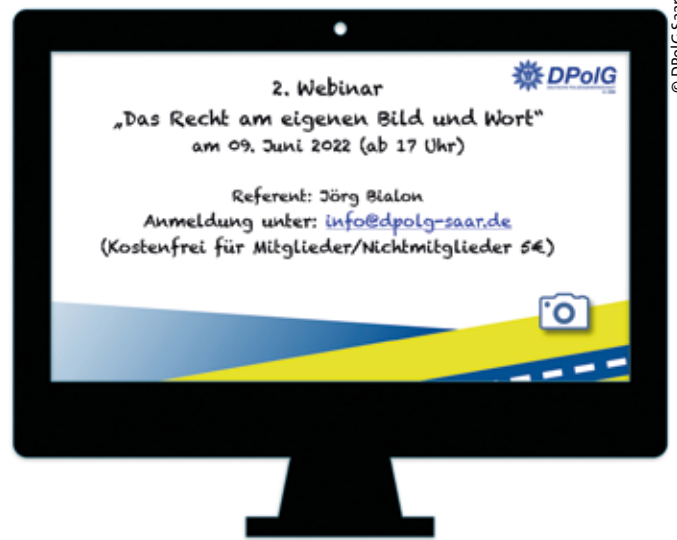 © DPolG Saar
DPolG
2. Webinar
„Das Recht am eigenen Bild und Wort“
am 09. Juni 2022 (ab 17 Uhr)
Referent: Jörg Bialon
Anmeldung unter: info@dpolg-saar.de
(Kostenfrei für Mitglieder/Nichtmitglieder 5€)